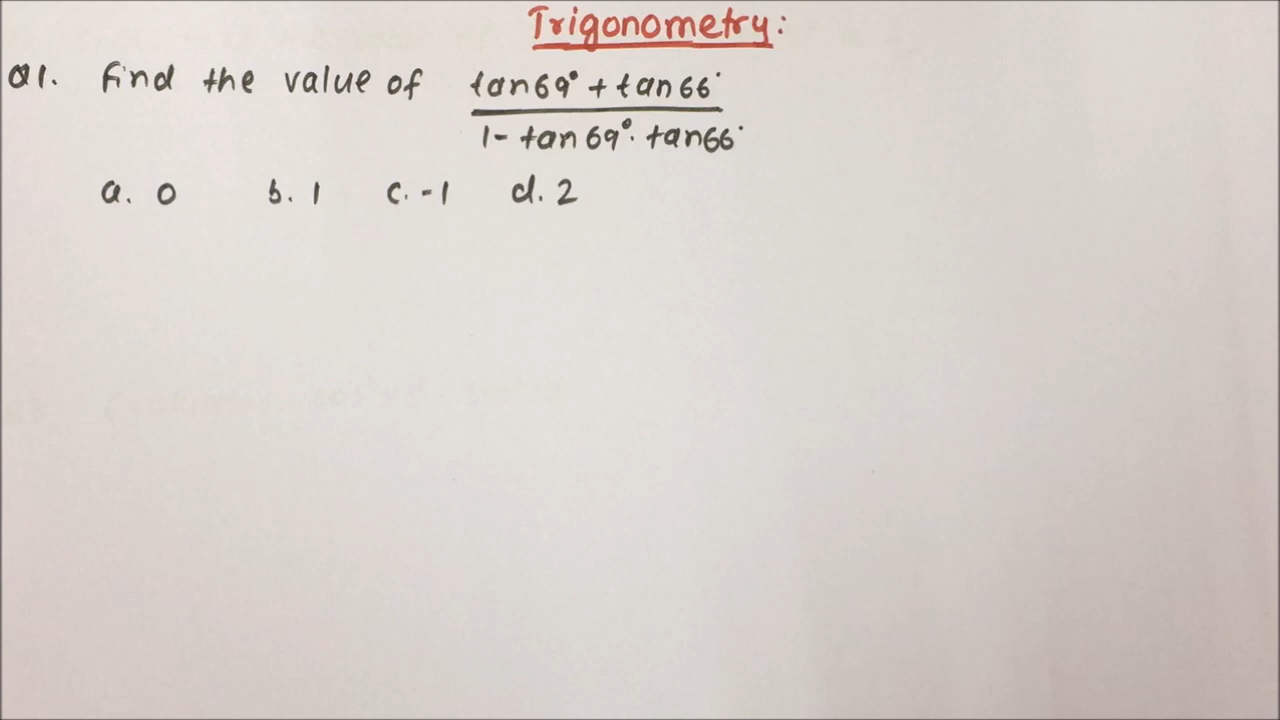 Trigonometry:
Q1. Find the value of tan69° + tan66°
1 - tan69°. tan66°
a. 0 b. 1 c. -1 d. 2